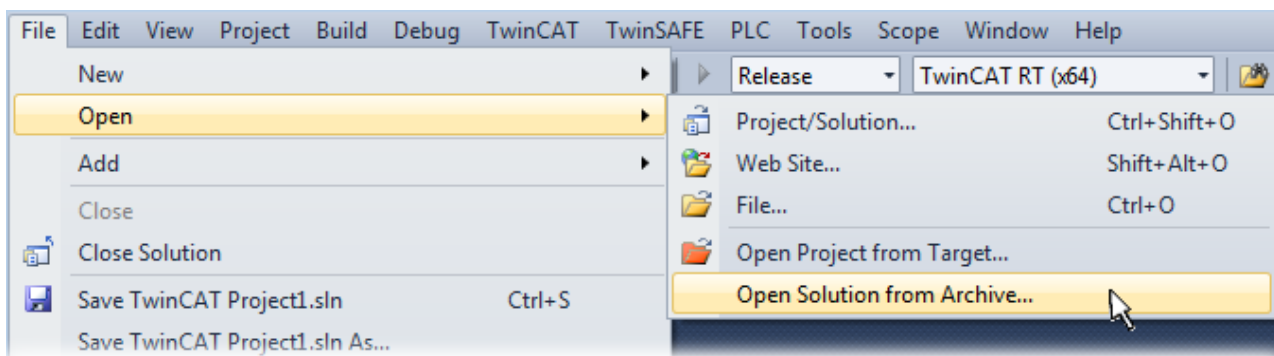 File Edit View Project Build Debug TwinCAT TwinSAFE PLC Tools Scope Window Help
New
Release TwinCAT RT (x64)
Open
Project/Solution... Ctrl+Shift+O
Add
Web Site... Shift+Alt+O
Close
File... Ctrl+O
Close Solution
Open Project from Target...
Save TwinCAT Project1.sln Ctrl+S
Open Solution from Archive...
Save TwinCAT Project1.sln As...